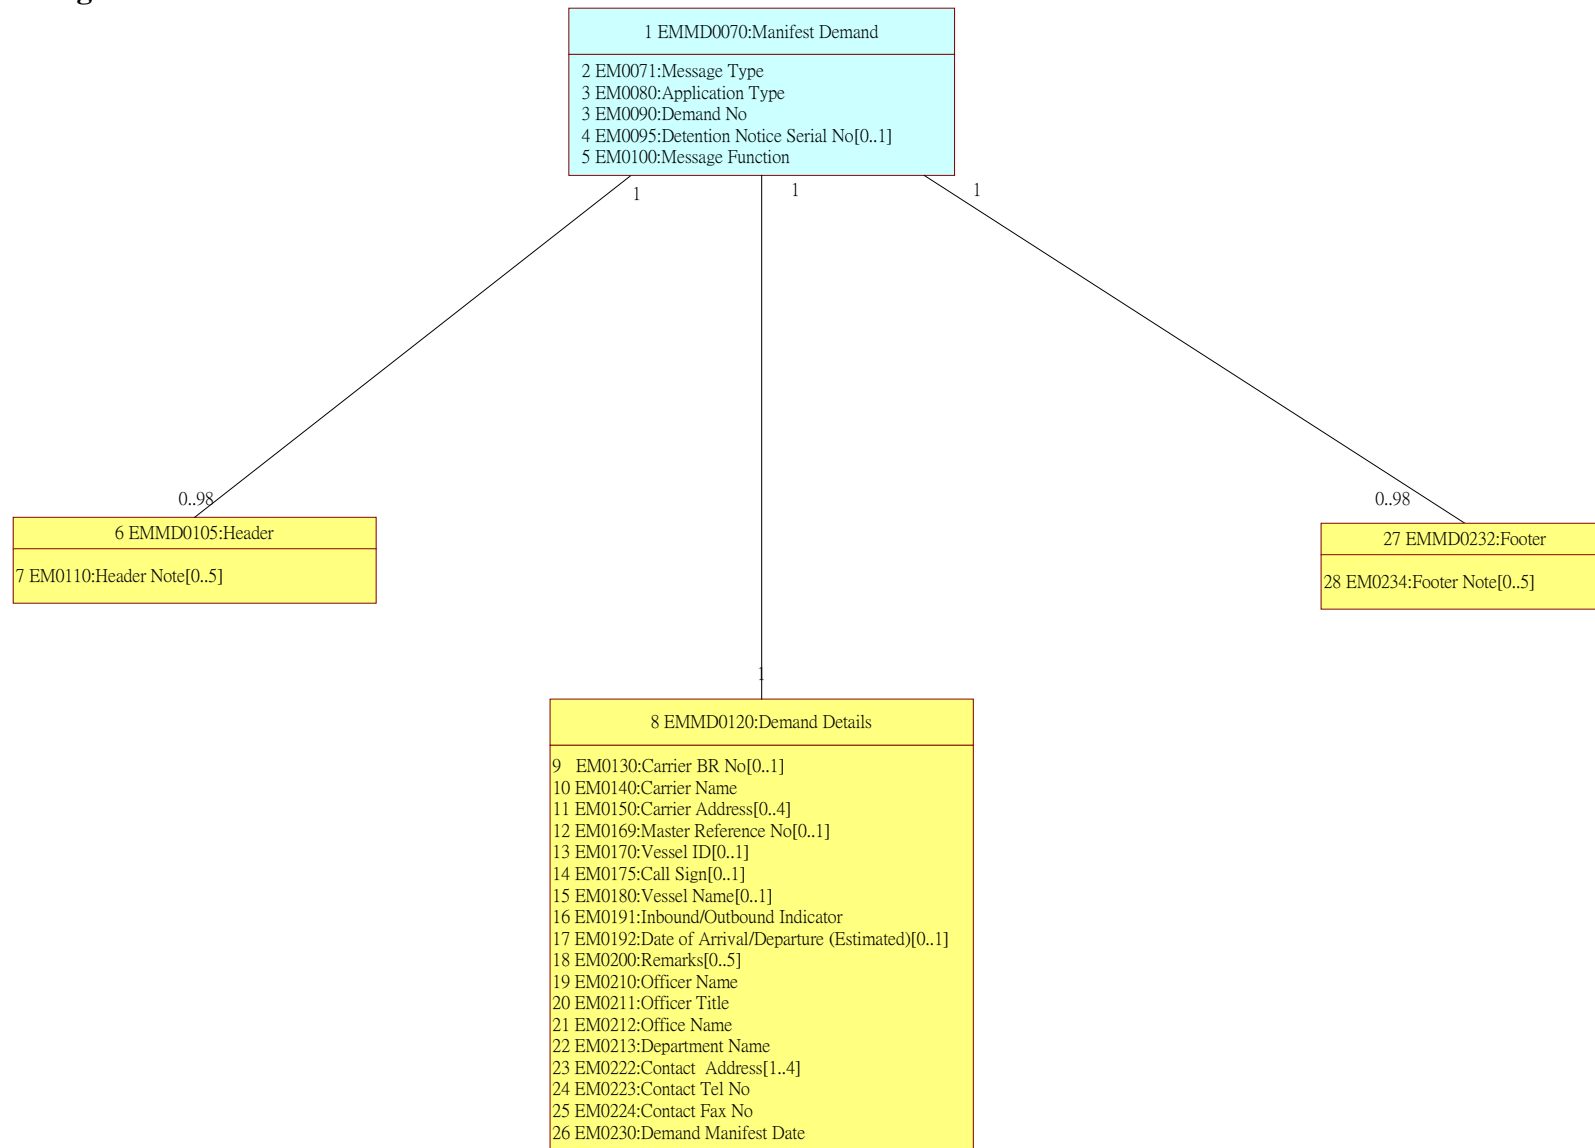 1 EMMD0070:Manifest Demand
2 EM0071:Message Type
3 EM0080:Application Type
3 EM0090:Demand No
4 EM0095:Detention Notice Serial No[0..1]
5 EM0100:Message Function
1
1
1
0..98
0..98
6 EMMD0105:Header
7 EM0110:Header Note[0..5]
27 EMMD0232:Footer
28 EM0234:Footer Note[0..5]
1
8 EMMD0120:Demand Details
9 EM0130:Carrier BR No[0..1]
10 EM0140:Carrier Name
11 EM0150:Carrier Address[0..4]
12 EM0169:Master Reference No[0..1]
13 EM0170:Vessel ID[0..1]
14 EM0175:Call Sign[0..1]
15 EM0180:Vessel Name[0..1]
16 EM0191:Inbound/Outbound Indicator
17 EM0192:Date of Arrival/Departure (Estimated)[0..1]
18 EM0200:Remarks[0..5]
19 EM0210:Officer Name
20 EM0211:Officer Title
21 EM0212:Office Name
22 EM0213:Department Name
23 EM0222:Contact  Address[1..4]
24 EM0223:Contact Tel No
25 EM0224:Contact Fax No
26 EM0230:Demand Manifest Date